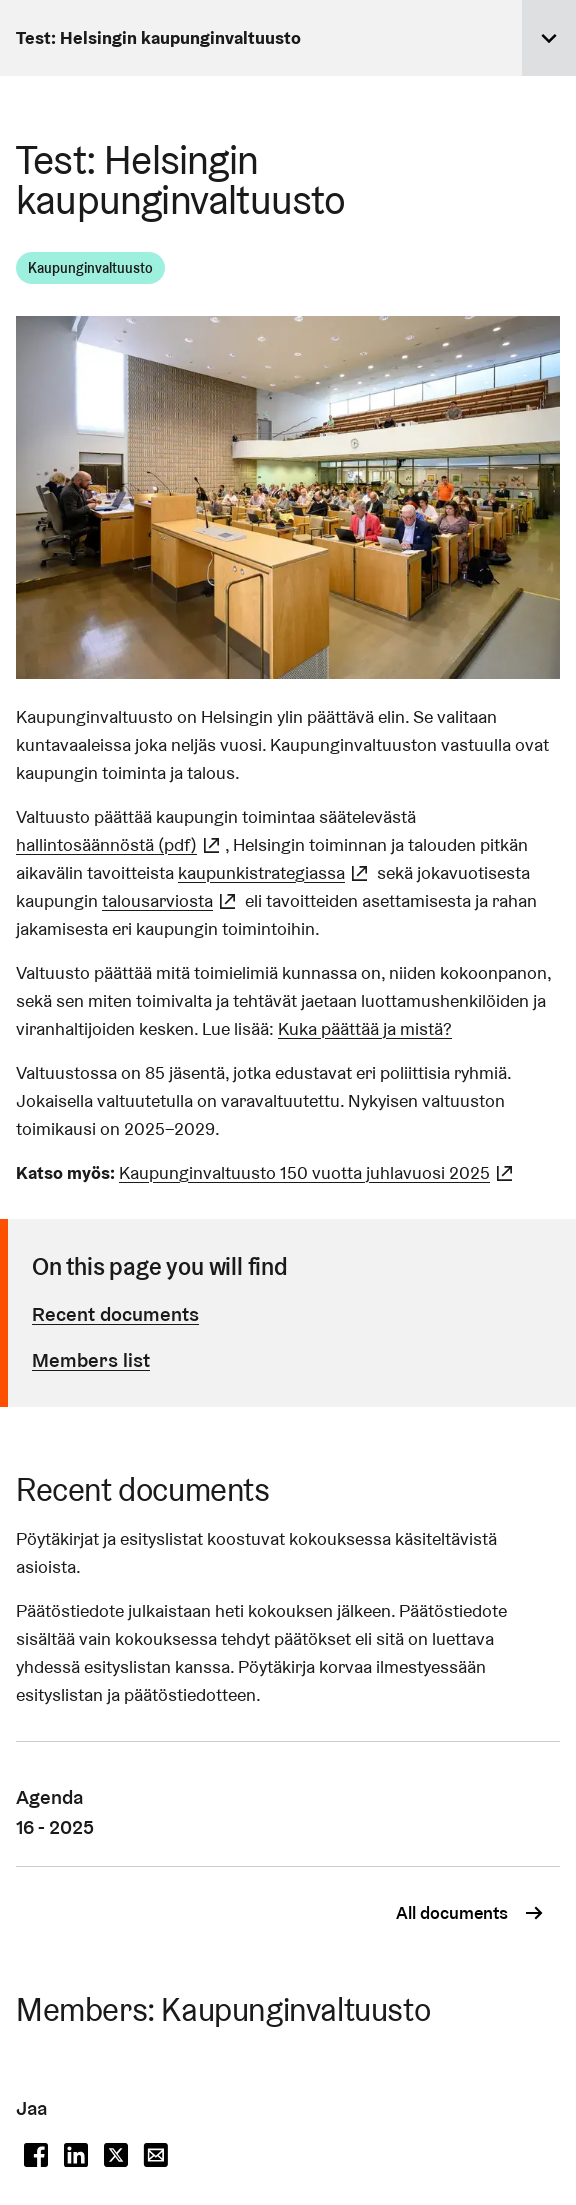 Test: Helsingin kaupunginvaltuusto
Test: Helsingin
kaupunginvaltuusto
Kaupunginvaltuusto
Kaupunginvaltuusto on Helsingin ylin päättävä elin. Se valitaan
kuntavaaleissa joka neljäs vuosi. Kaupunginvaltuuston vastuulla ovat
kaupungin toiminta ja talous.
Valtuusto päättää kaupungin toimintaa säätelevästä
hallintosäännöstä (pdf) , Helsingin toiminnan ja talouden pitkän
aikavälin tavoitteista kaupunkistrategiassa sekä jokavuotisesta
kaupungin talousarviosta eli tavoitteiden asettamisesta ja rahan
jakamisesta eri kaupungin toimintoihin.
Valtuusto päättää mitä toimielimiä kunnassa on, niiden kokoonpanon,
sekä sen miten toimivalta ja tehtävät jaetaan luottamushenkilöiden ja
viranhaltijoiden kesken. Lue lisää: Kuka päättää ja mistä?
Valtuustossa on 85 jäsentä, jotka edustavat eri poliittisia ryhmiä.
Jokaisella valtuutetulla on varavaltuutettu. Nykyisen valtuuston
toimikausi on 2025–2029.
Katso myös: Kaupunginvaltuusto 150 vuotta juhlavuosi 2025
On this page you will find
Recent documents
Members list
Recent documents
Pöytäkirjat ja esityslistat koostuvat kokouksessa käsiteltävistä
asioista.
Päätöstiedote julkaistaan heti kokouksen jälkeen. Päätöstiedote
sisältää vain kokouksessa tehdyt päätökset eli sitä on luettava
yhdessä esityslistan kanssa. Pöytäkirja korvaa ilmestyessään
esityslistan ja päätöstiedotteen.
Agenda
16 - 2025
All documents
Members: Kaupunginvaltuusto
Jaa